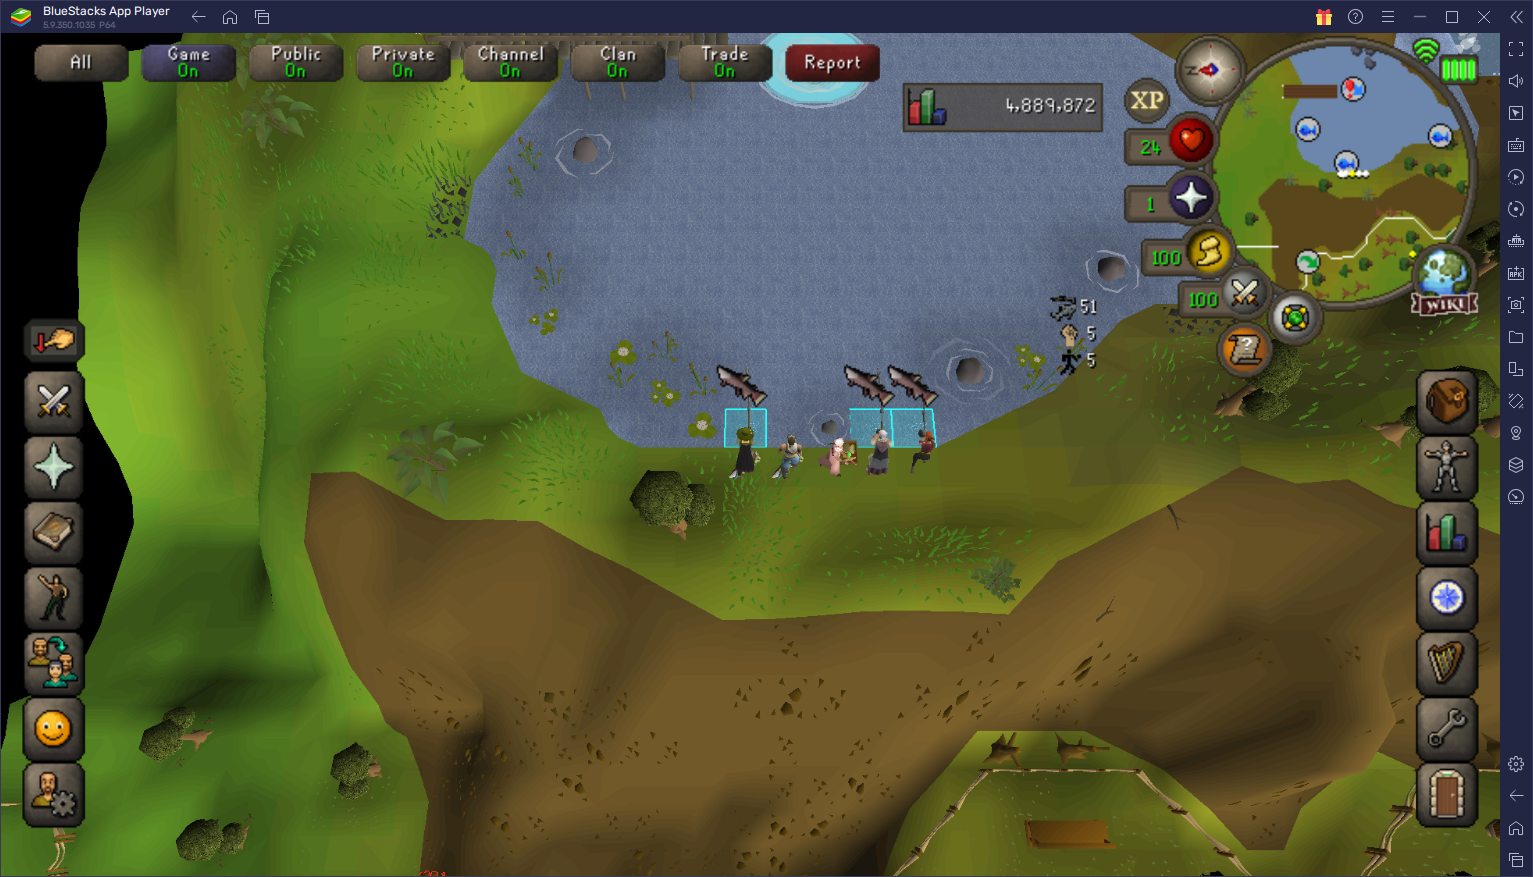 BlueStacks App Player
5.9.350.1035 P64
All
Game
On
Public
On
Private
On
Channel
On
Clan
On
Trade
On
Report
4,889,872
XP
24
1
100
100
WIKI
51
5
5